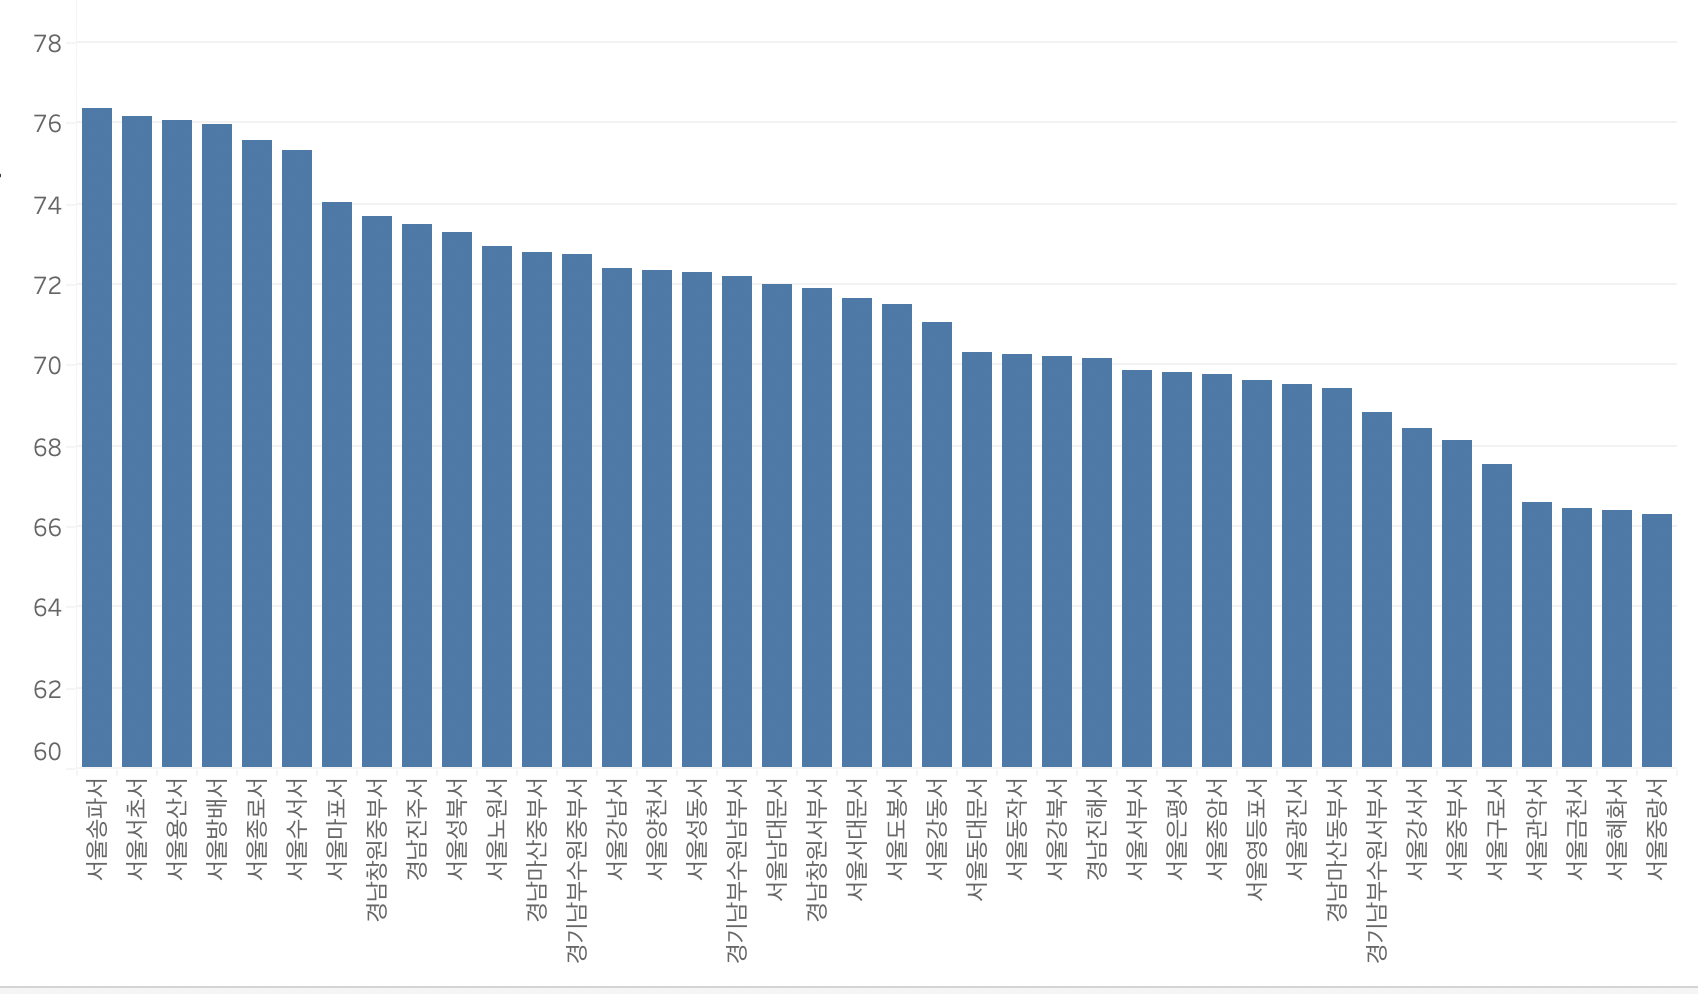 78
76
74
72
70
68
66
64
62
60
서울송파서
서울서초서
서울용산서
서울방배서
서울종로서
서울수서서
서울마포서
경남창원중부서
경남진주서
서울성북서
서울노원서
경남마산중부서
경기남부수원중부서
서울강남서
서울양천서
서울성동서
경기남부수원남부서
서울남대문서
경남창원서부서
서울서대문서
서울도봉서
서울강동서
서울동대문서
서울동작서
서울강북서
경남진해서
서울서부서
서울은평서
서울종암서
서울영등포서
서울광진서
경남마산동부서
경기남부수원서부서
서울강서서
서울중부서
서울구로서
서울관악서
서울금천서
서울혜화서
서울중랑서